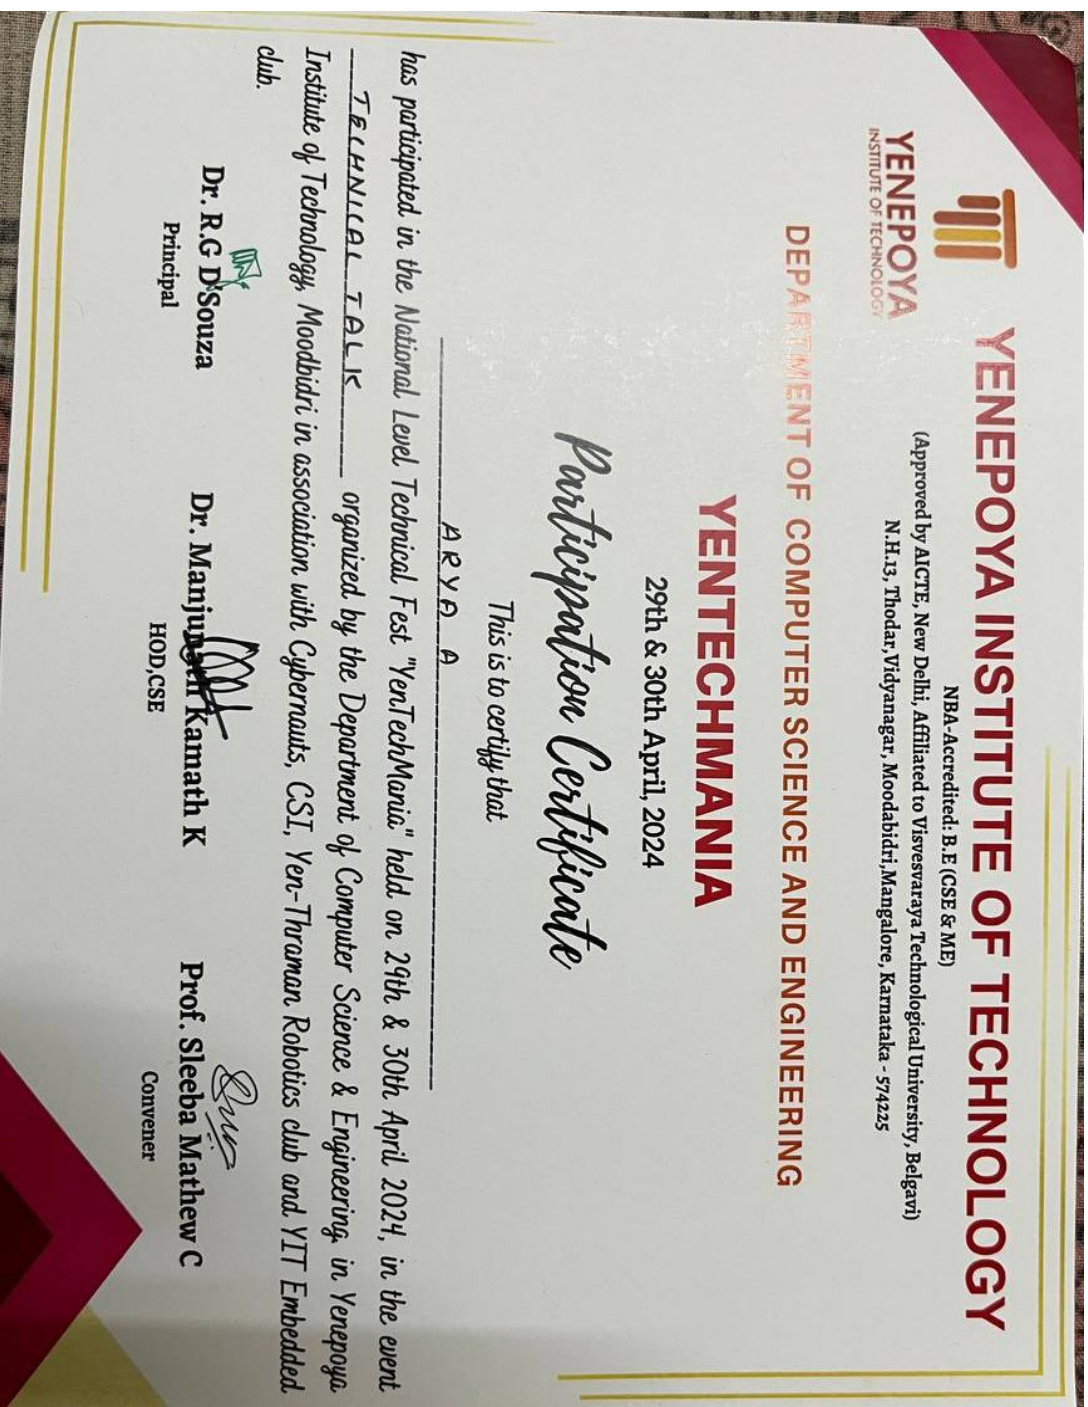 YENEPOYA
INSTITUTE OF TECHNOLOGY
YENEPOYA INSTITUTE OF TECHNOLOGY
NBA-Accredited: B.E (CSE & ME)
(Approved by AICTE, New Delhi, Affiliated to Visvesvaraya Technological University, Belgavi)
N.H.13, Thodar,Vidyanagar, Moodabidri,Mangalore, Karnataka - 574225
DEPARTMENT OF COMPUTER SCIENCE AND ENGINEERING
YENTECHMANIA
29th & 30th April, 2024
Participation Certificate
This is to certify that
ARYA A
has participated in the National Level Technical Fest "YenTechMania" held on 29th & 30th April 2024, in the event
TECHNICAL TALK organized by the Department of Computer Science & Engineering, in Yenepoya
Institute of Technology, Moodbidri in association with Cybernauts, CSI, Yen-Thraman Robotics club and YIT Embedded
club.
Dr. R.G D'Souza Dr. Manjunath Kamath K Prof. Sleeba Mathew C
Principal HOD,CSE Convener